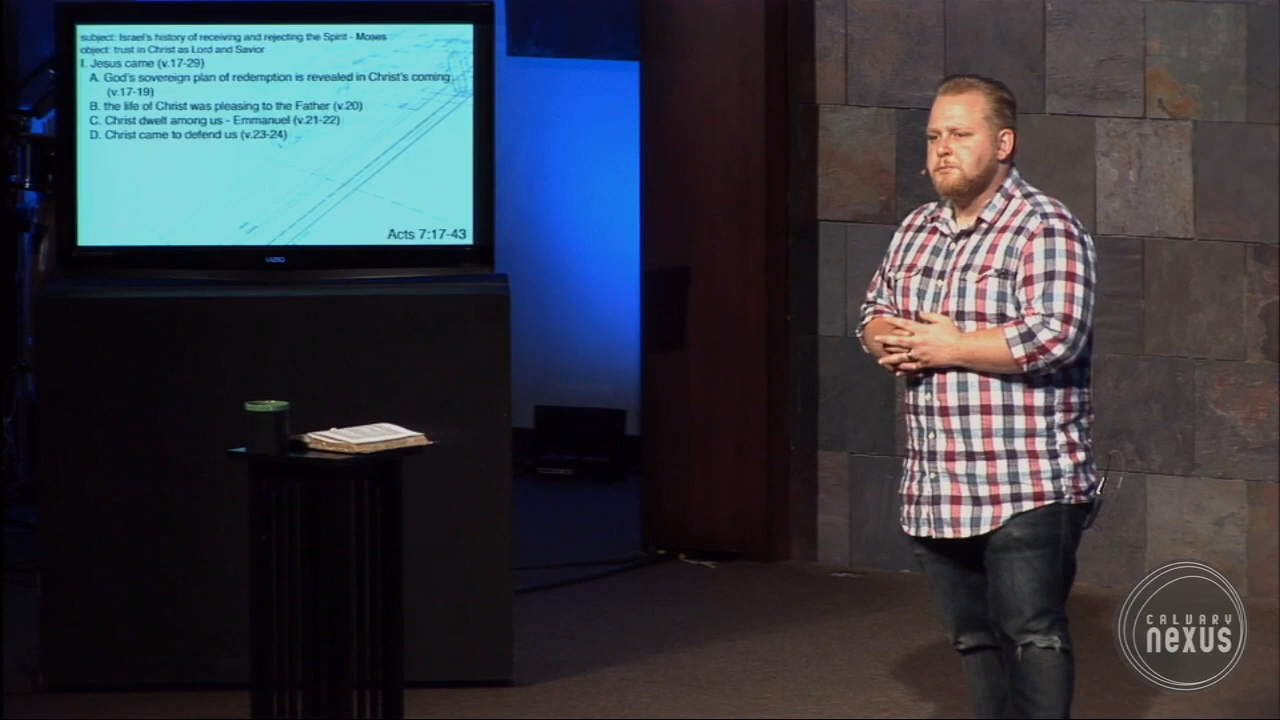 subject: Israel's history of receiving and rejecting the Spirit - Moses
object: trust in Christ as Lord and Savior
I. Jesus came (v.17-29)
A. God's sovereign plan of redemption is revealed in Christ's coming
(v.17-19)
B. the life of Christ was pleasing to the Father (v.20)
C. Christ dwelt among us - Emmanuel (v.21-22)
D. Christ came to defend us (v.23-24)
Acts 7:17-43
VIZIO
CALVARY
nexus